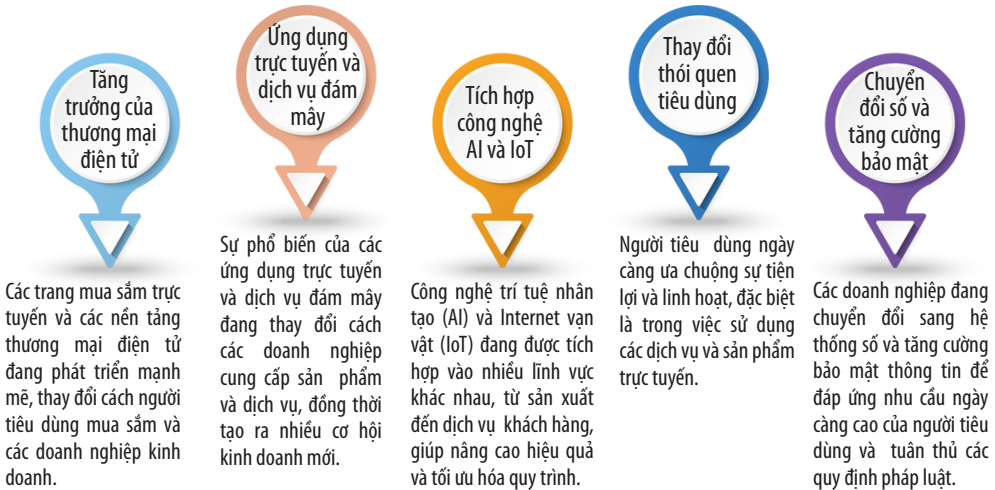 Tăng
trưởng của
thương mại
điện tử
Các trang mua sắm trực
tuyến và các nền tảng
thương mại điện tử
đang phát triển mạnh
mẽ, thay đổi cách người
tiêu dùng mua sắm và
các doanh nghiệp kinh
doanh.
Ứng dụng
trực tuyến và
dịch vụ đám
mây
Sự phổ biến của các
ứng dụng trực tuyến
và dịch vụ đám mây
đang thay đổi cách
các doanh nghiệp
cung cấp sản phẩm
và dịch vụ, đồng thời
tạo ra nhiều cơ hội
kinh doanh mới.
Tích hợp
công nghệ
AI và IoT
Công nghệ trí tuệ nhân
tạo (AI) và Internet vạn
vật (IoT) đang được tích
hợp vào nhiều lĩnh vực
khác nhau, từ sản xuất
đến dịch vụ khách hàng,
giúp nâng cao hiệu quả
và tối ưu hóa quy trình.
Thay đổi
thói quen
tiêu dùng
Người tiêu dùng ngày
càng ưa chuộng sự tiện
lợi và linh hoạt, đặc biệt
là trong việc sử dụng
các dịch vụ và sản phẩm
trực tuyến.
Chuyển
đổi số và
tăng cường
bảo mật
Các doanh nghiệp đang
chuyển đổi sang hệ
thống số và tăng cường
bảo mật thông tin để
đáp ứng nhu cầu ngày
càng cao của người tiêu
dùng và tuân thủ các
quy định pháp luật.